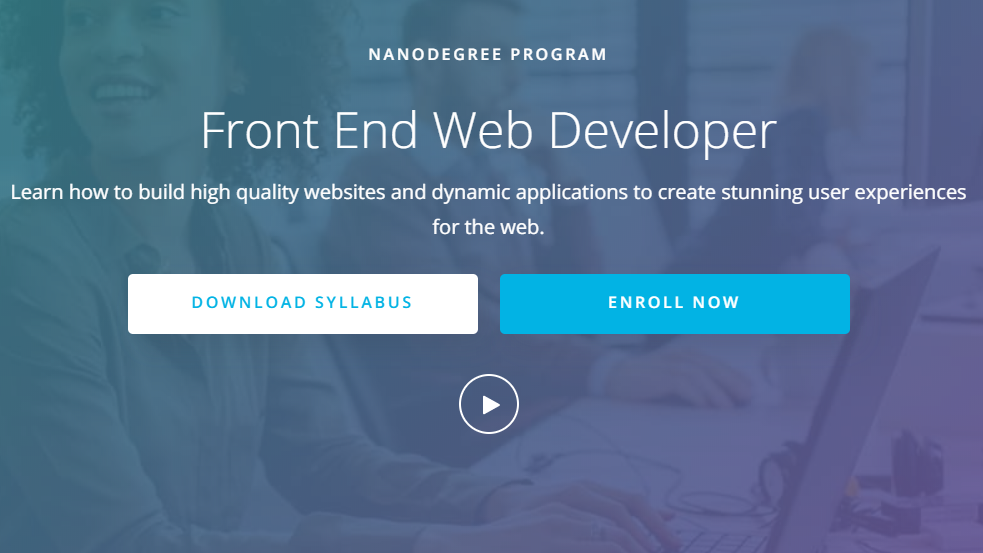 NANODEGREE PROGRAM
Front End Web Developer
Learn how to build high quality websites and dynamic applications to create stunning user experiences
for the web.
DOWNLOAD SYLLABUS
ENROLL NOW